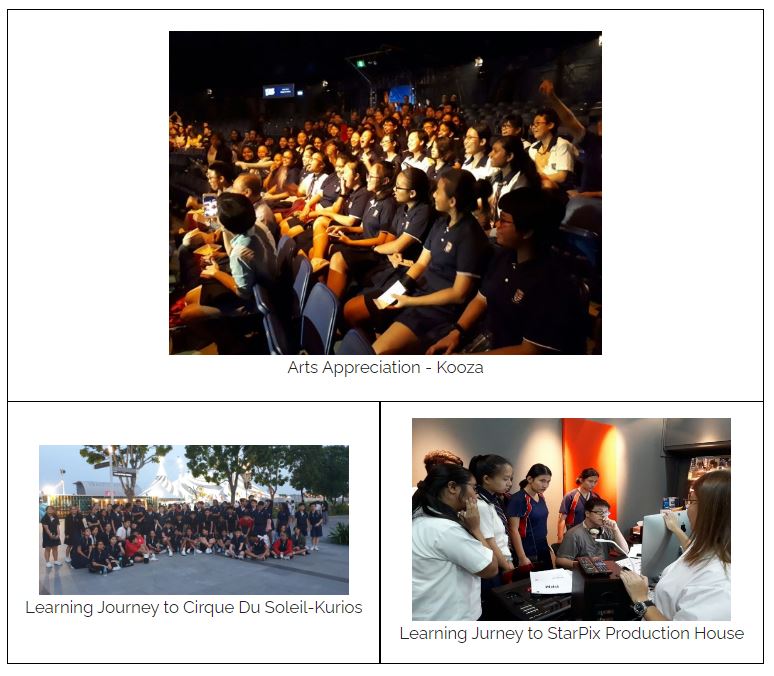 Arts Appreciation - Kooza
Learning Journey to Cirque Du Soleil-Kurios
Learning Jurney to StarPix Production House